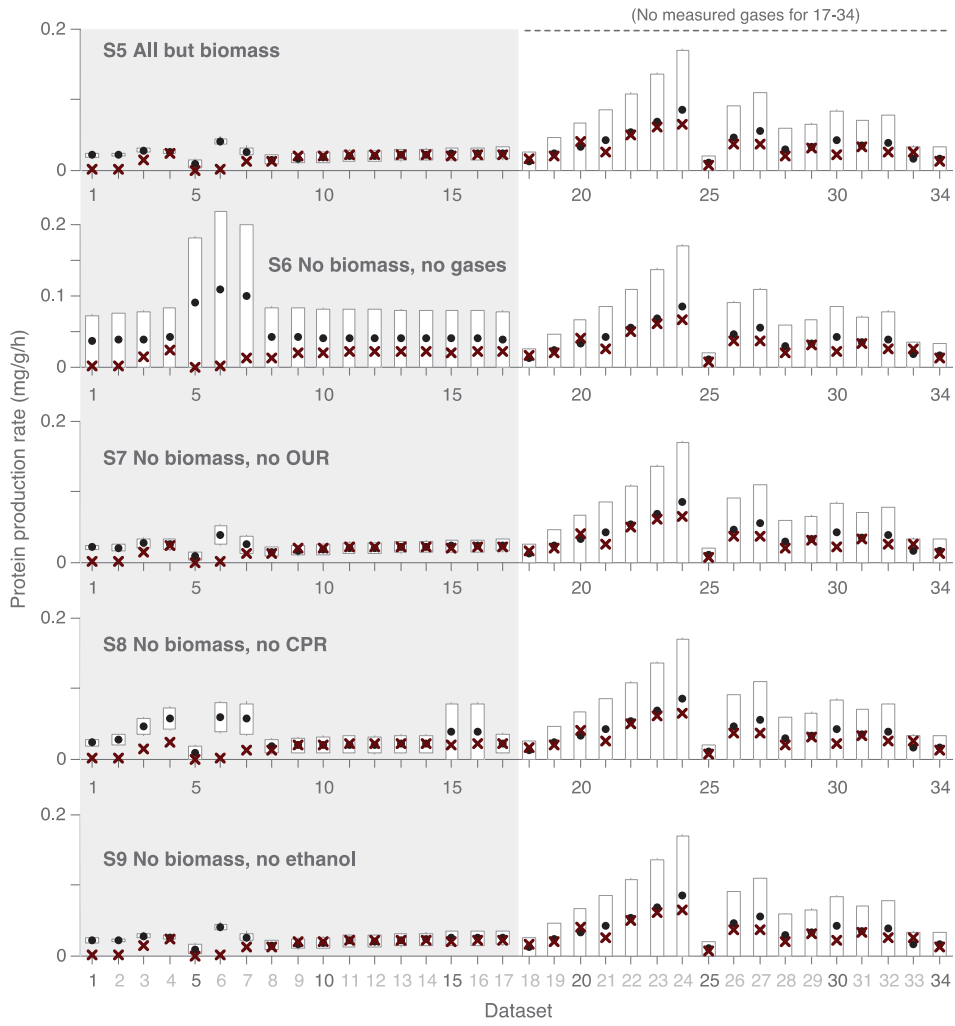 (No measured gases for 17-34)
0.2
S5 All but biomass
0
1 5 10 15 20 25 30 34
0.2
S6 No biomass, no gases
0.1
0
1 5 10 15 20 25 30 34
0.2
S7 No biomass, no OUR
0
1 5 10 15 20 25 30 34
0.2
S8 No biomass, no CPR
0
1 5 10 15 20 25 30 34
0.2
S9 No biomass, no ethanol
0
1 2 3 4 5 6 7 8 9 10 11 12 13 14 15 16 17 18 19 20 21 22 23 24 25 26 27 28 29 30 31 32 33 34
Dataset
Protein production rate (mg/g/h)